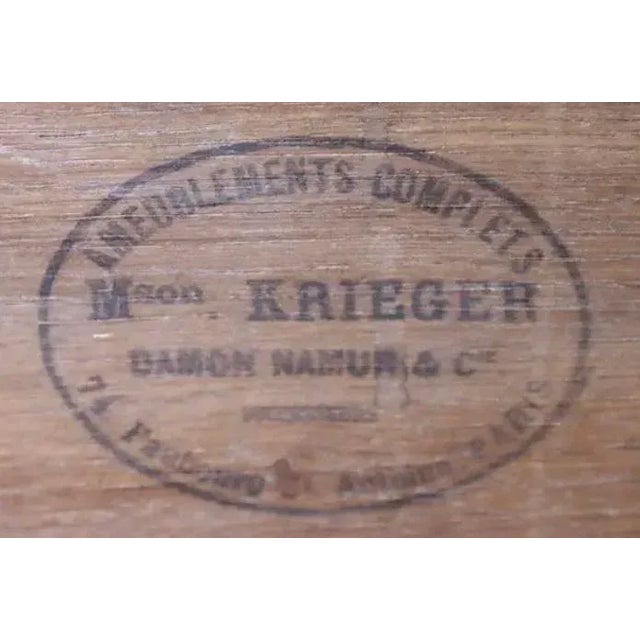 AMEUBLEMENTS COMPLETS
Mson. KRIEGER
DAMON NAMUR & Cie
74 Faubourg St Antoine PARIS